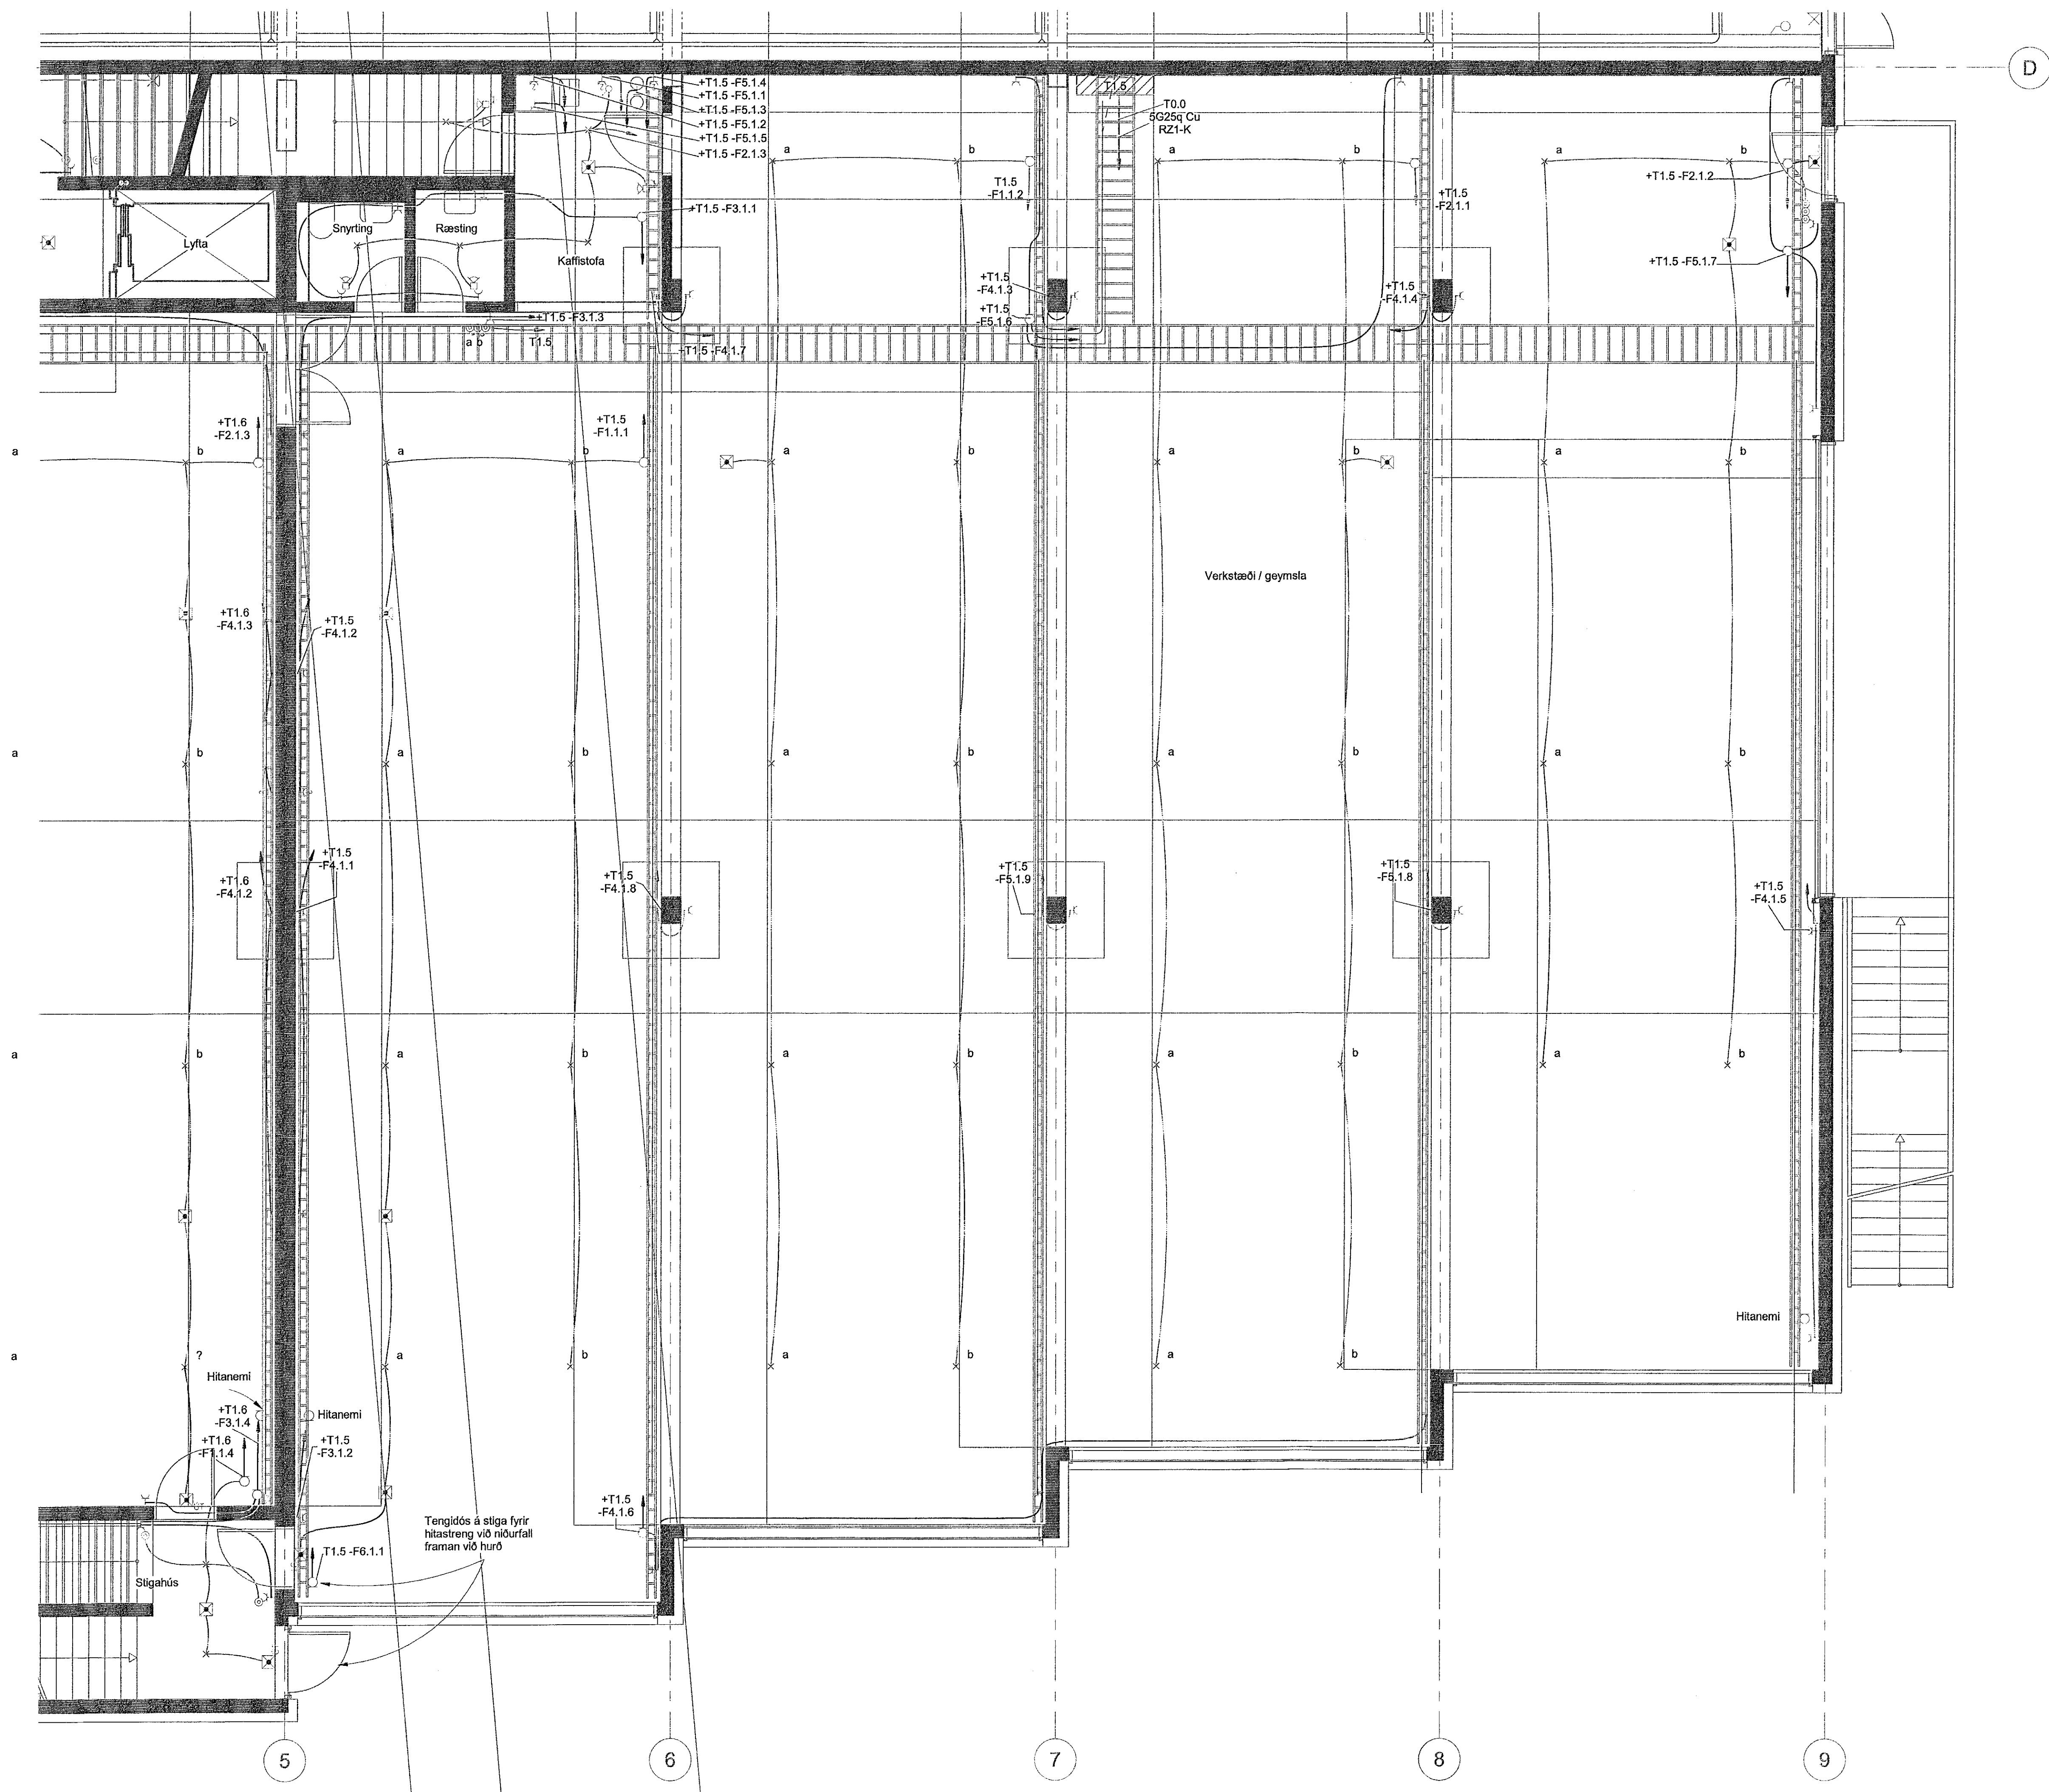 D
+T1.5 -F5.1.4
+T1.5 -F5.1.1
+T1.5 -F5.1.3
+T1.5 -F5.1.2
+T1.5 -F5.1.5
+T1.5 -F2.1.3
T1.5
T0.0
5G25q Cu
RZ1-K
a
b
a
b
a
b
T1.5
-F1.1.2
+T1.5
-F2.1.1
+T1.5 -F2.1.2
+T1.5 -F3.1.1
Lyfta
Snyrting
Ræsting
Kaffistofa
+T1.5 -F5.1.7
+T1.5
-F4.1.3
+T1.5
-F4.1.4
+T1.5
-F5.1.6
+T1.5 -F3.1.3
a b
T1.5
+T1.5 -F4.1.7
+T1.6
-F2.1.3
+T1.5
-F1.1.1
a
b
a
b
a
b
a
b
a
b
Verkstæði / geymsla
+T1.6
-F4.1.3
+T1.5
-F4.1.2
a
b
a
b
a
b
a
b
a
b
+T1.6
-F4.1.2
+T1.5
-F4.1.1
+T1.5
-F4.1.8
+T1.5
-F5.1.9
+T1.5
-F5.1.8
+T1.5
-F4.1.5
a
b
a
b
a
b
a
b
a
b
Hitanemi
a
?
a
b
a
b
a
b
Hitanemi
+T1.6
-F3.1.4
Hitanemi
+T1.6
-F1.1.4
+T1.5
-F3.1.2
+T1.5
-F4.1.6
Tengidós á stiga fyrir
hitastreng við niðurfall
framan við hurð
T1.5 -F6.1.1
Stigahús
5
6
7
8
9